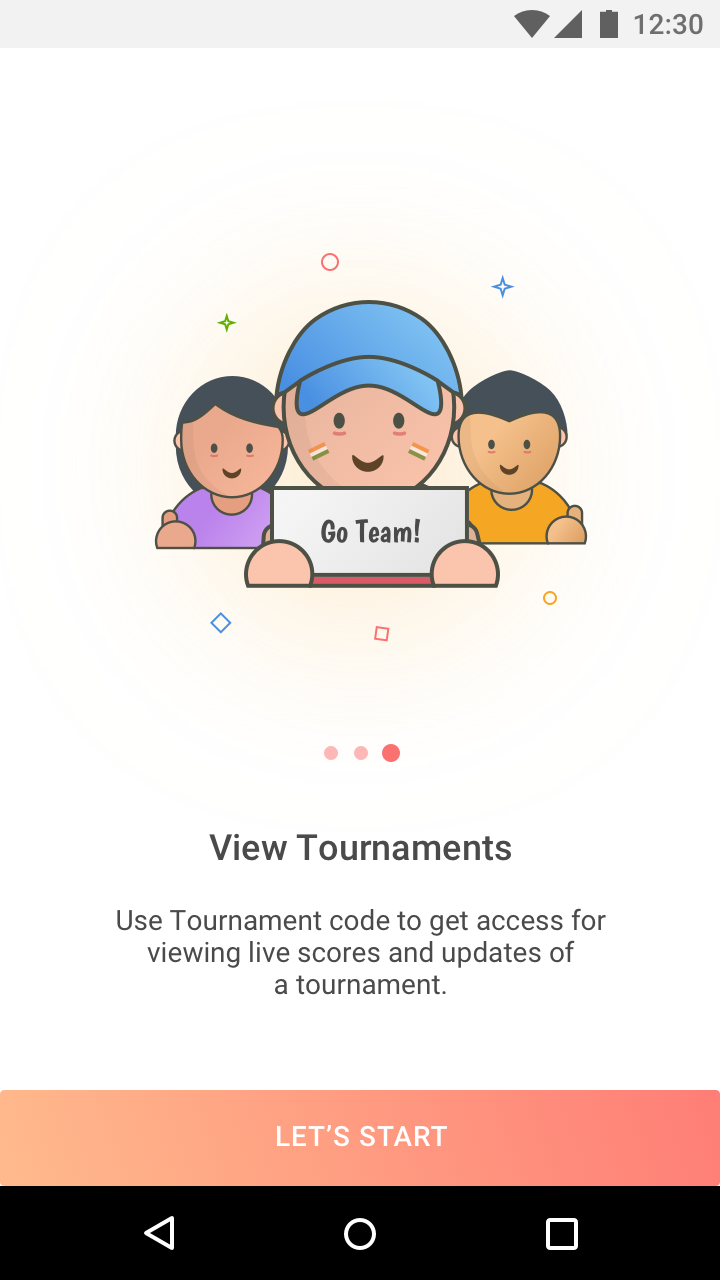 12:30
Go Team!
View Tournaments
Use Tournament code to get access for
viewing live scores and updates of
a tournament.
LET’S START